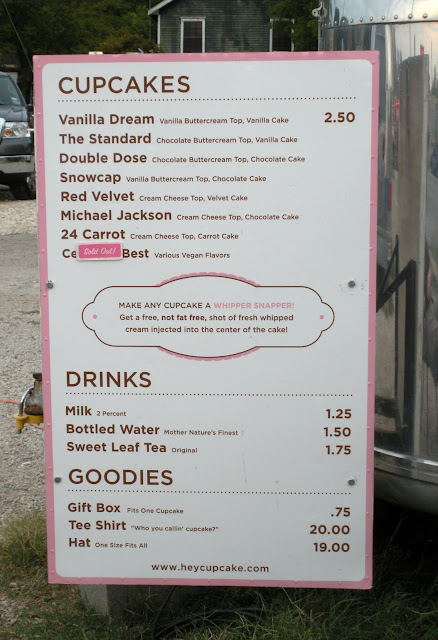 CUPCAKES
Vanilla Dream Vanilla Buttercream Top, Vanilla Cake 2.50
The Standard Chocolate Buttercream Top, Vanilla Cake
Double Dose Chocolate Buttercream Top, Chocolate Cake
Snowcap Vanilla Buttercream Top, Chocolate Cake
Red Velvet Cream Cheese Top, Velvet Cake
Michael Jackson Cream Cheese Top, Chocolate Cake
24 Carrot Cream Cheese Top, Carrot Cake
Ce Sold Out! Best Various Vegan Flavors
MAKE ANY CUPCAKE A WHIPPER SNAPPER!
Get a free, not fat free, shot of fresh whipped
cream injected into the center of the cake!
DRINKS
Milk 2 Percent 1.25
Bottled Water Mother Nature's Finest 1.50
Sweet Leaf Tea Original 1.75
GOODIES
Gift Box Fits One Cupcake .75
Tee Shirt "Who you callin' cupcake?" 20.00
Hat One Size Fits All 19.00
www.heycupcake.com